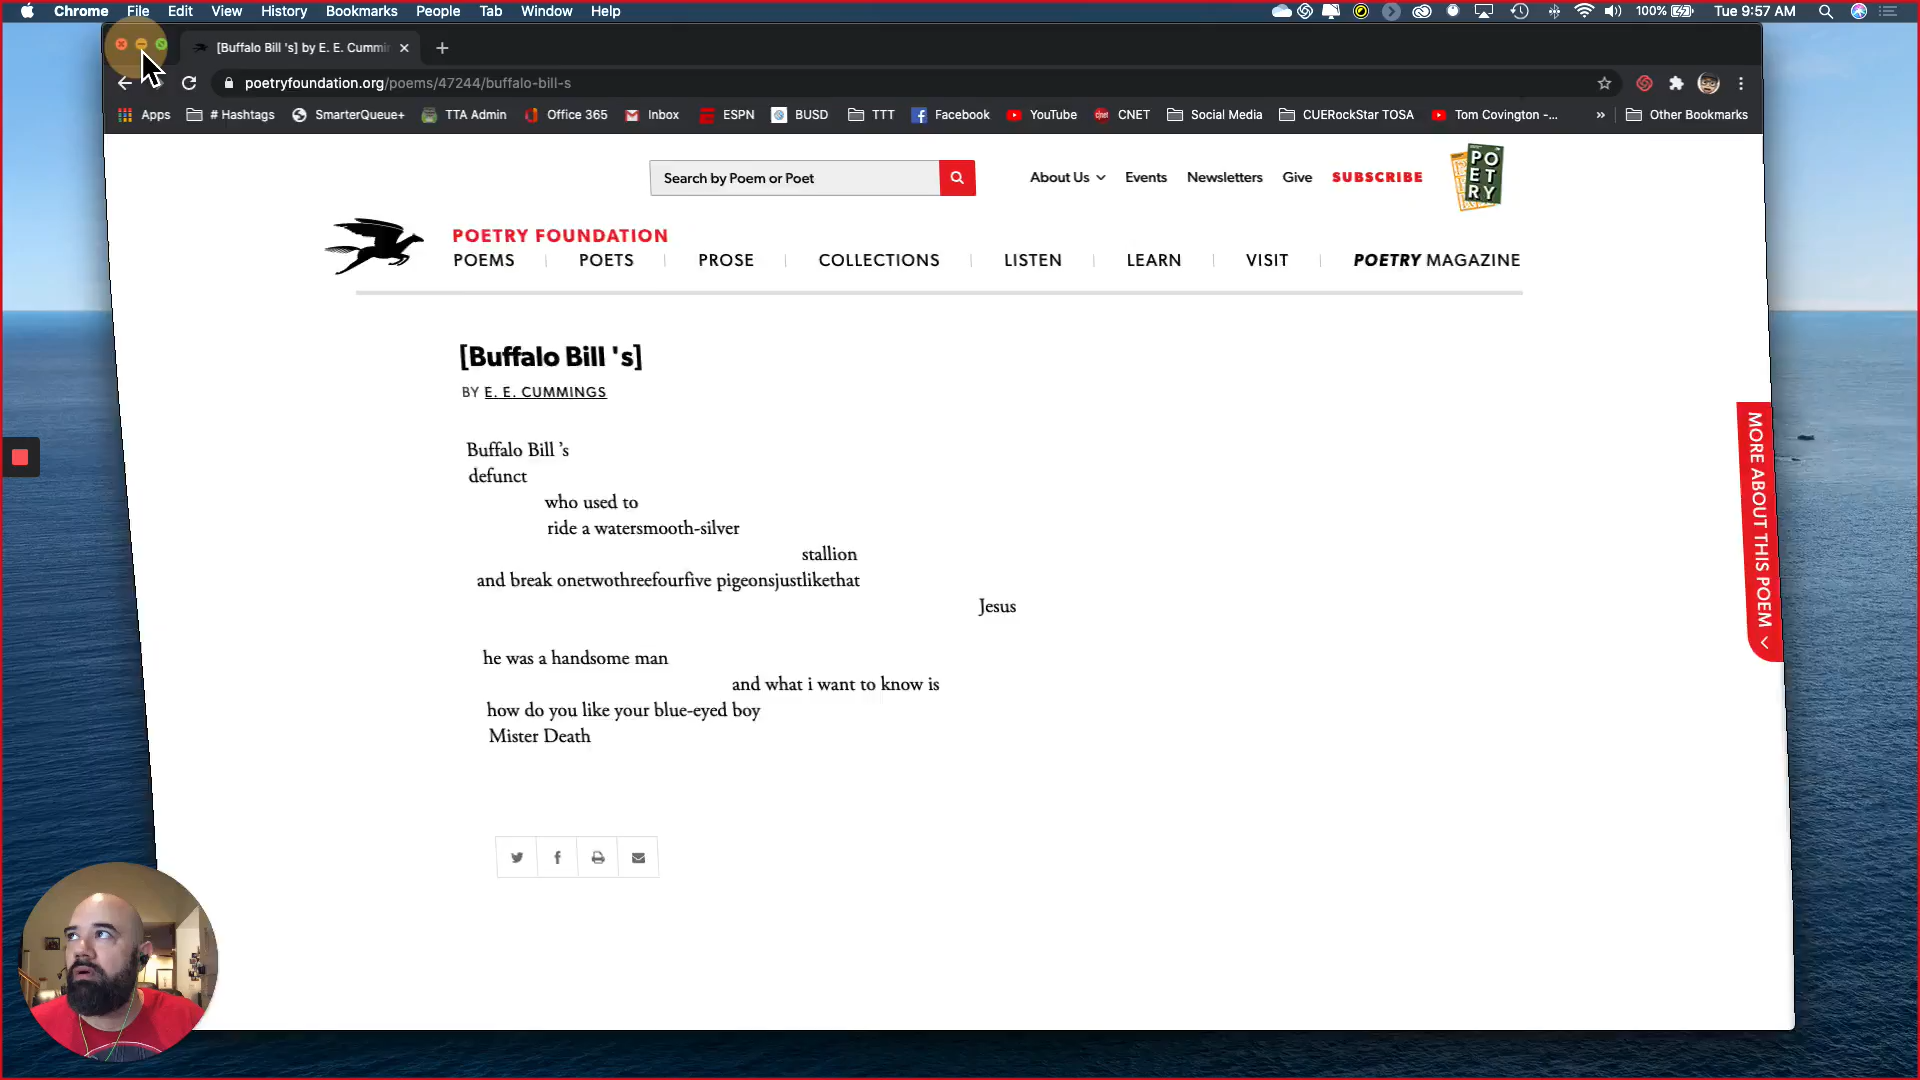 Chrome File Edit View History Bookmarks People Tab Window Help 100% Tue 9:57 AM
[Buffalo Bill 's] by E. E. Cummi
poetryfoundation.org/poems/47244/buffalo-bill-s
Apps # Hashtags SmarterQueue+ TTA Admin Office 365 Inbox ESPN BUSD TTT Facebook YouTube CNET Social Media CUERockStar TOSA Tom Covington -... » Other Bookmarks
Search by Poem or Poet About Us Events Newsletters Give SUBSCRIBE
PO
ET
RY
POETRY FOUNDATION
POEMS POETS PROSE COLLECTIONS LISTEN LEARN VISIT POETRY MAGAZINE
[Buffalo Bill 's]
BY E. E. CUMMINGS
Buffalo Bill ’s
defunct
who used to
ride a watersmooth-silver
stallion
and break onetwothreefourfive pigeonsjustlikethat
Jesus
he was a handsome man
and what i want to know is
how do you like your blue-eyed boy
Mister Death
MORE ABOUT THIS POEM